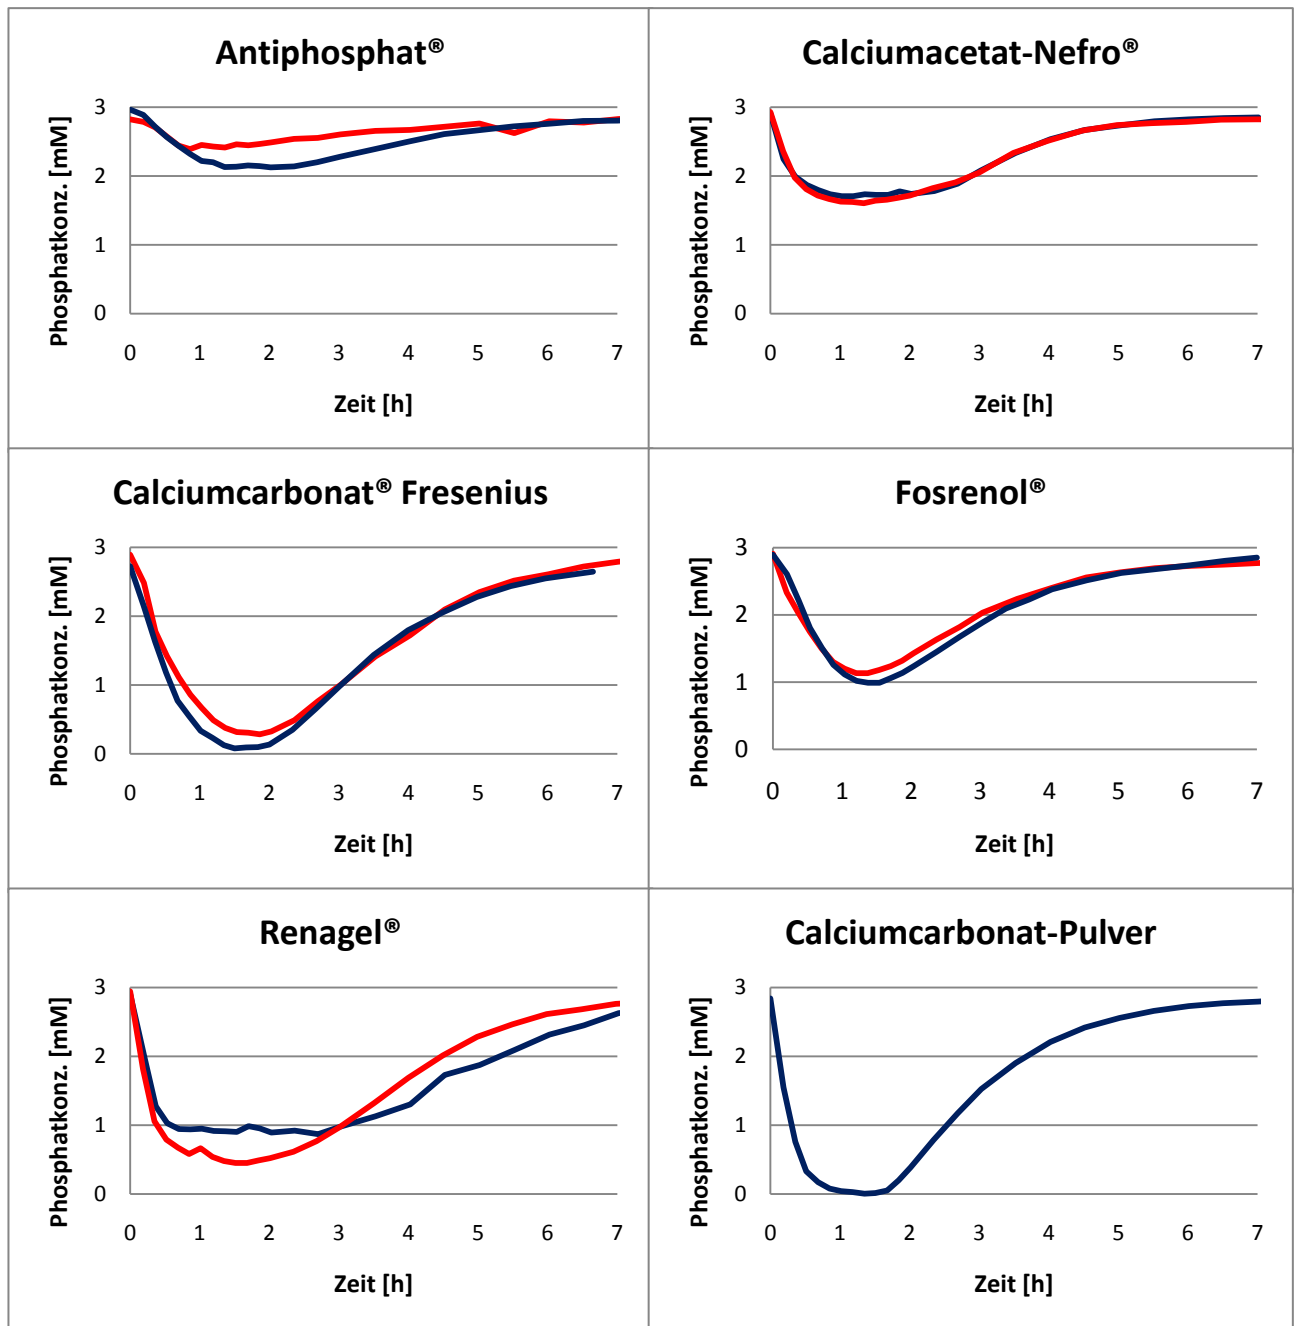 Antiphosphat®
Phosphatkonz. [mM]
3
2
1
0
0 1 2 3 4 5 6 7
Zeit [h]
Calciumacetat-Nefro®
Phosphatkonz. [mM]
3
2
1
0
0 1 2 3 4 5 6 7
Zeit [h]
Calciumcarbonat® Fresenius
Phosphatkonz. [mM]
3
2
1
0
0 1 2 3 4 5 6 7
Zeit [h]
Fosrenol®
Phosphatkonz. [mM]
3
2
1
0
0 1 2 3 4 5 6 7
Zeit [h]
Renagel®
Phosphatkonz. [mM]
3
2
1
0
0 1 2 3 4 5 6 7
Zeit [h]
Calciumcarbonat-Pulver
Phosphatkonz. [mM]
3
2
1
0
0 1 2 3 4 5 6 7
Zeit [h]